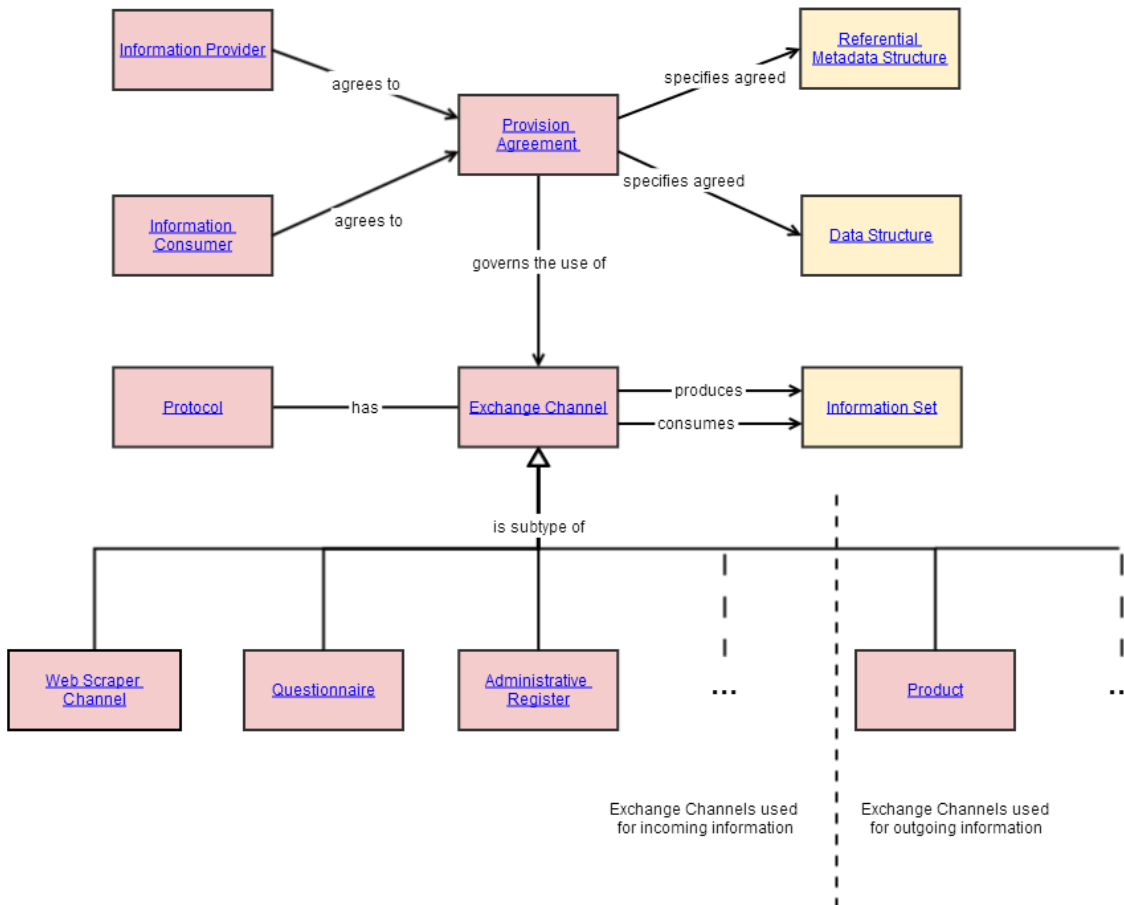 Information Provider
Referential
Metadata Structure
agrees to
specifies agreed
Provision
Agreement
specifies agreed
agrees to
Information
Consumer
Data Structure
governs the use of
Protocol
has
Exchange Channel
produces
consumes
Information Set
is subtype of
Web Scraper
Channel
Questionnaire
Administrative
Register
...
Product
..
Exchange Channels used
for incoming information
Exchange Channels used
for outgoing information